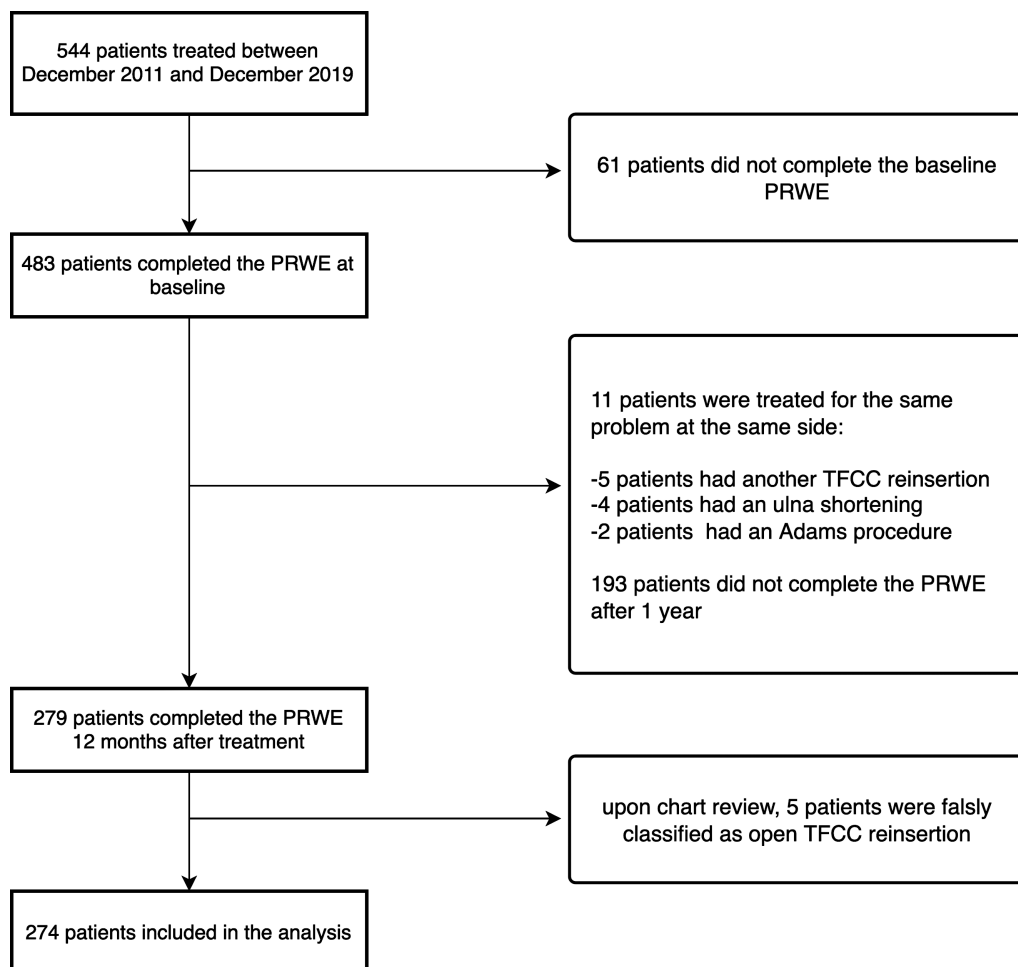 544 patients treated between
December 2011 and December 2019
61 patients did not complete the baseline
PRWE
483 patients completed the PRWE at
baseline
11 patients were treated for the same
problem at the same side:
-5 patients had another TFCC reinsertion
-4 patients had an ulna shortening
-2 patients  had an Adams procedure
193 patients did not complete the PRWE
after 1 year
279 patients completed the PRWE
12 months after treatment
upon chart review, 5 patients were falsly
classified as open TFCC reinsertion
274 patients included in the analysis